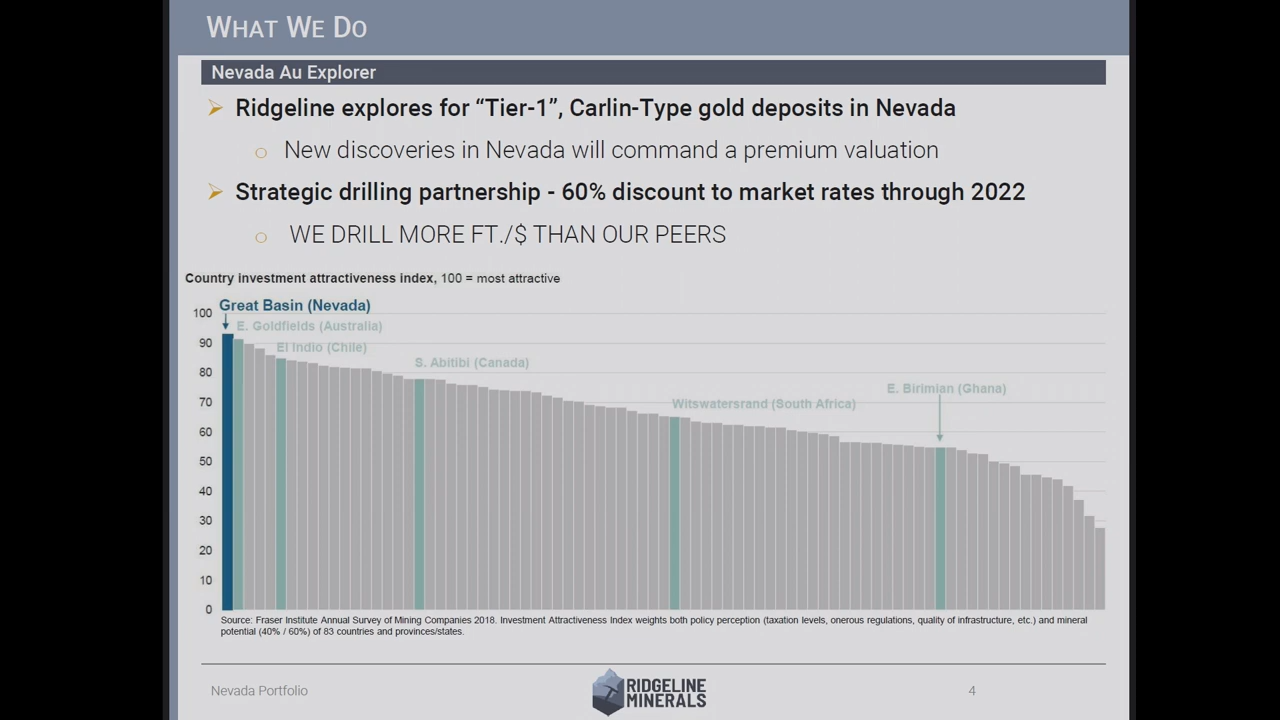 WHAT WE DO
Nevada Au Explorer
Ridgeline explores for “Tier-1”, Carlin-Type gold deposits in Nevada
New discoveries in Nevada will command a premium valuation
Strategic drilling partnership - 60% discount to market rates through 2022
WE DRILL MORE FT./$ THAN OUR PEERS
Country investment attractiveness index, 100 = most attractive
Great Basin (Nevada)
E. Goldfields (Australia)
El Indio (Chile)
S. Abitibi (Canada)
Witswatersrand (South Africa)
E. Birimian (Ghana)
100
90
80
70
60
50
40
30
20
10
0
Source: Fraser Institute Annual Survey of Mining Companies 2018. Investment Attractiveness Index weights both policy perception (taxation levels, onerous regulations, quality of infrastructure, etc.) and mineral
potential (40% / 60%) of 83 countries and provinces/states.
Nevada Portfolio
RIDGELINE
MINERALS
4